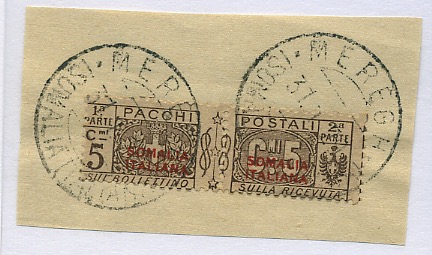 MEREGH
1ª PARTE
PACCHI
POSTALI
2ª PARTE
Cmi 5
SOMALIA
ITALIANA
Cmi 5
SOMALIA
ITALIANA
SUL BOLLETTINO
SULLA RICEVUTA